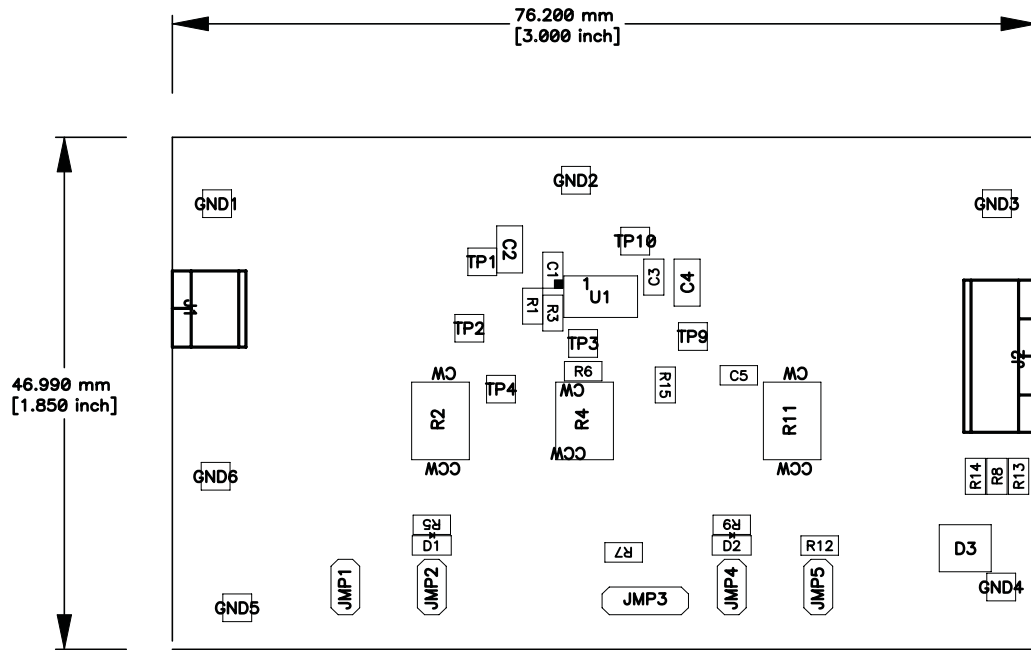 76.200 mm
[3.000 inch]
GND2
GND1
GND3
TP10
C2
TP1
C1
C3
C4
1
U1
J1
R1
R3
TP2
TP9
TP3
J2
46.990 mm
[1.850 inch]
CW
R6
CW
C5
CW
TP4
R15
R2
R4
R11
CCW
CCW
CCW
GND6
R14
R8
R13
R5
R9
D1
D2
R12
D3
R7
JMP1
JMP2
JMP3
JMP4
JMP5
GND4
GND5